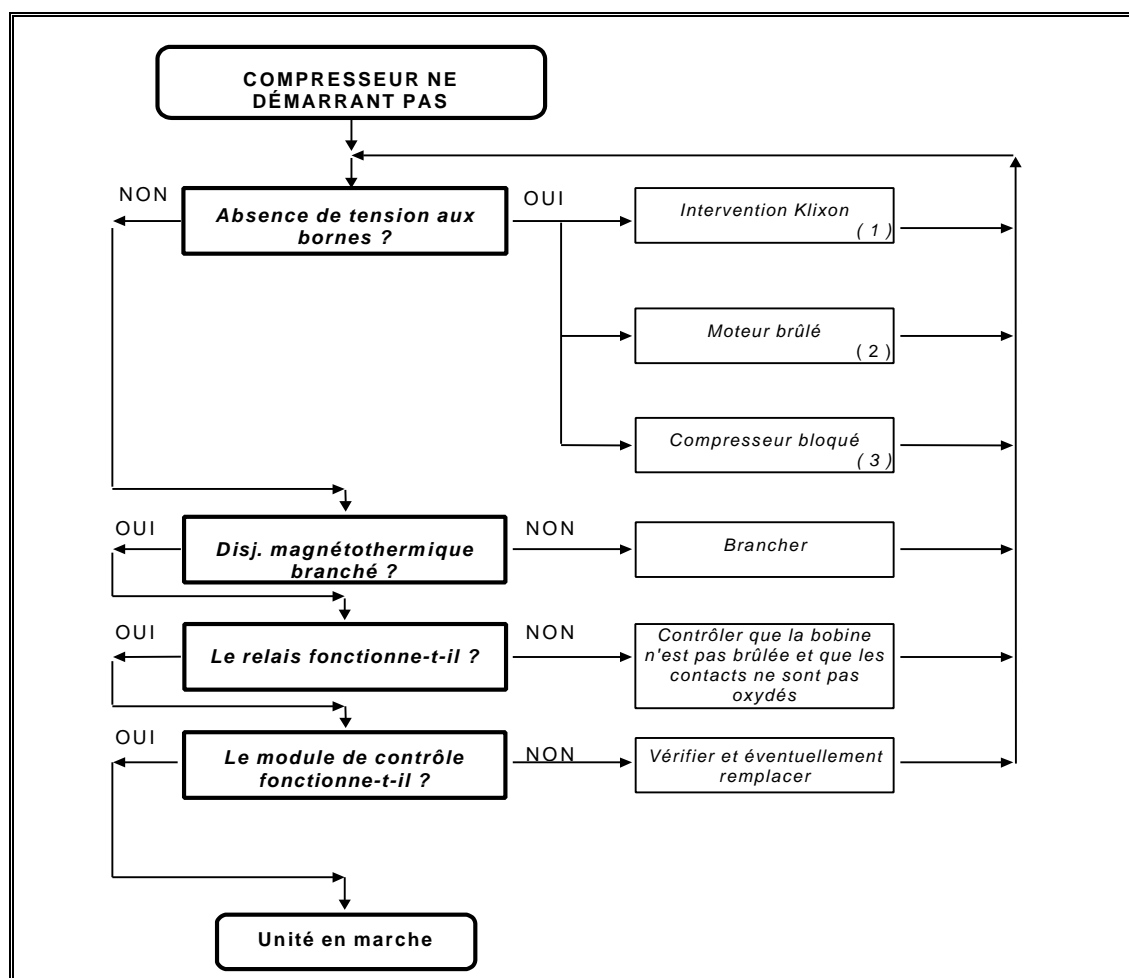 COMPRESSEUR NE
DÉMARRANT PAS
NON
Absence de tension aux
bornes ?
OUI
Intervention Klixon
(1)
Moteur brûlé
(2)
Compresseur bloqué
(3)
OUI
Disj. magnétothermique
branché ?
NON
Brancher
OUI
Le relais fonctionne-t-il ?
NON
Contrôler que la bobine
n'est pas brûlée et que les
contacts ne sont pas
oxydés
OUI
Le module de contrôle
fonctionne-t-il ?
NON
Vérifier et éventuellement
remplacer
Unité en marche